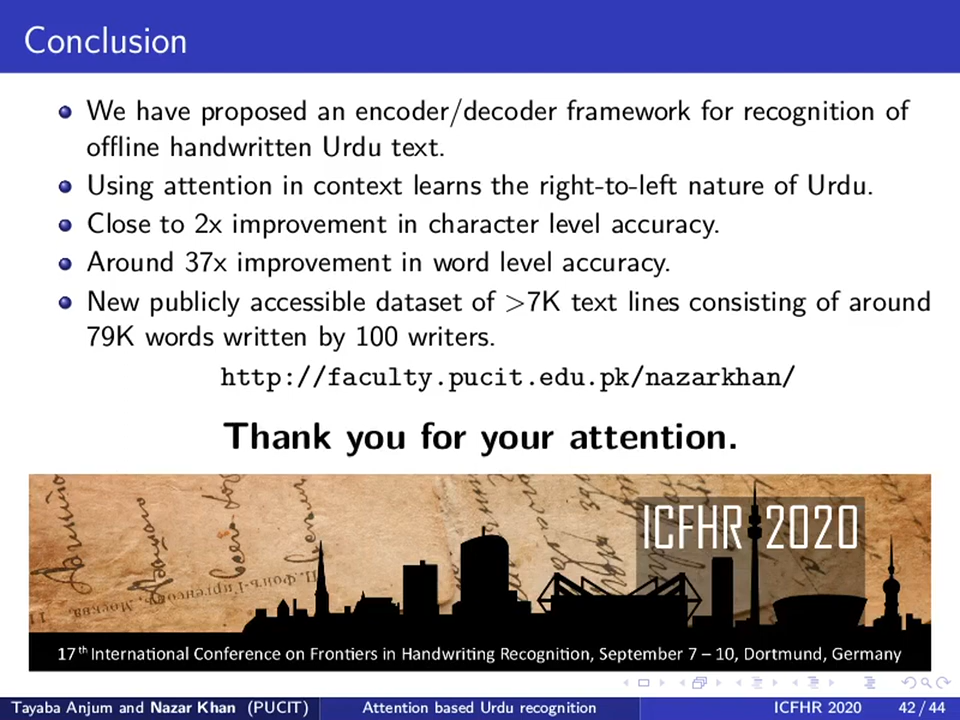 Conclusion
We have proposed an encoder/decoder framework for recognition of
offline handwritten Urdu text.
Using attention in context learns the right-to-left nature of Urdu.
Close to 2x improvement in character level accuracy.
Around 37x improvement in word level accuracy.
New publicly accessible dataset of >7K text lines consisting of around
79K words written by 100 writers.
http://faculty.pucit.edu.pk/nazarkhan/
Thank you for your attention.
ICFHR 2020
17th International Conference on Frontiers in Handwriting Recognition, September 7 – 10, Dortmund, Germany
Tayaba Anjum and Nazar Khan (PUCIT) Attention based Urdu recognition ICFHR 2020 42 / 44